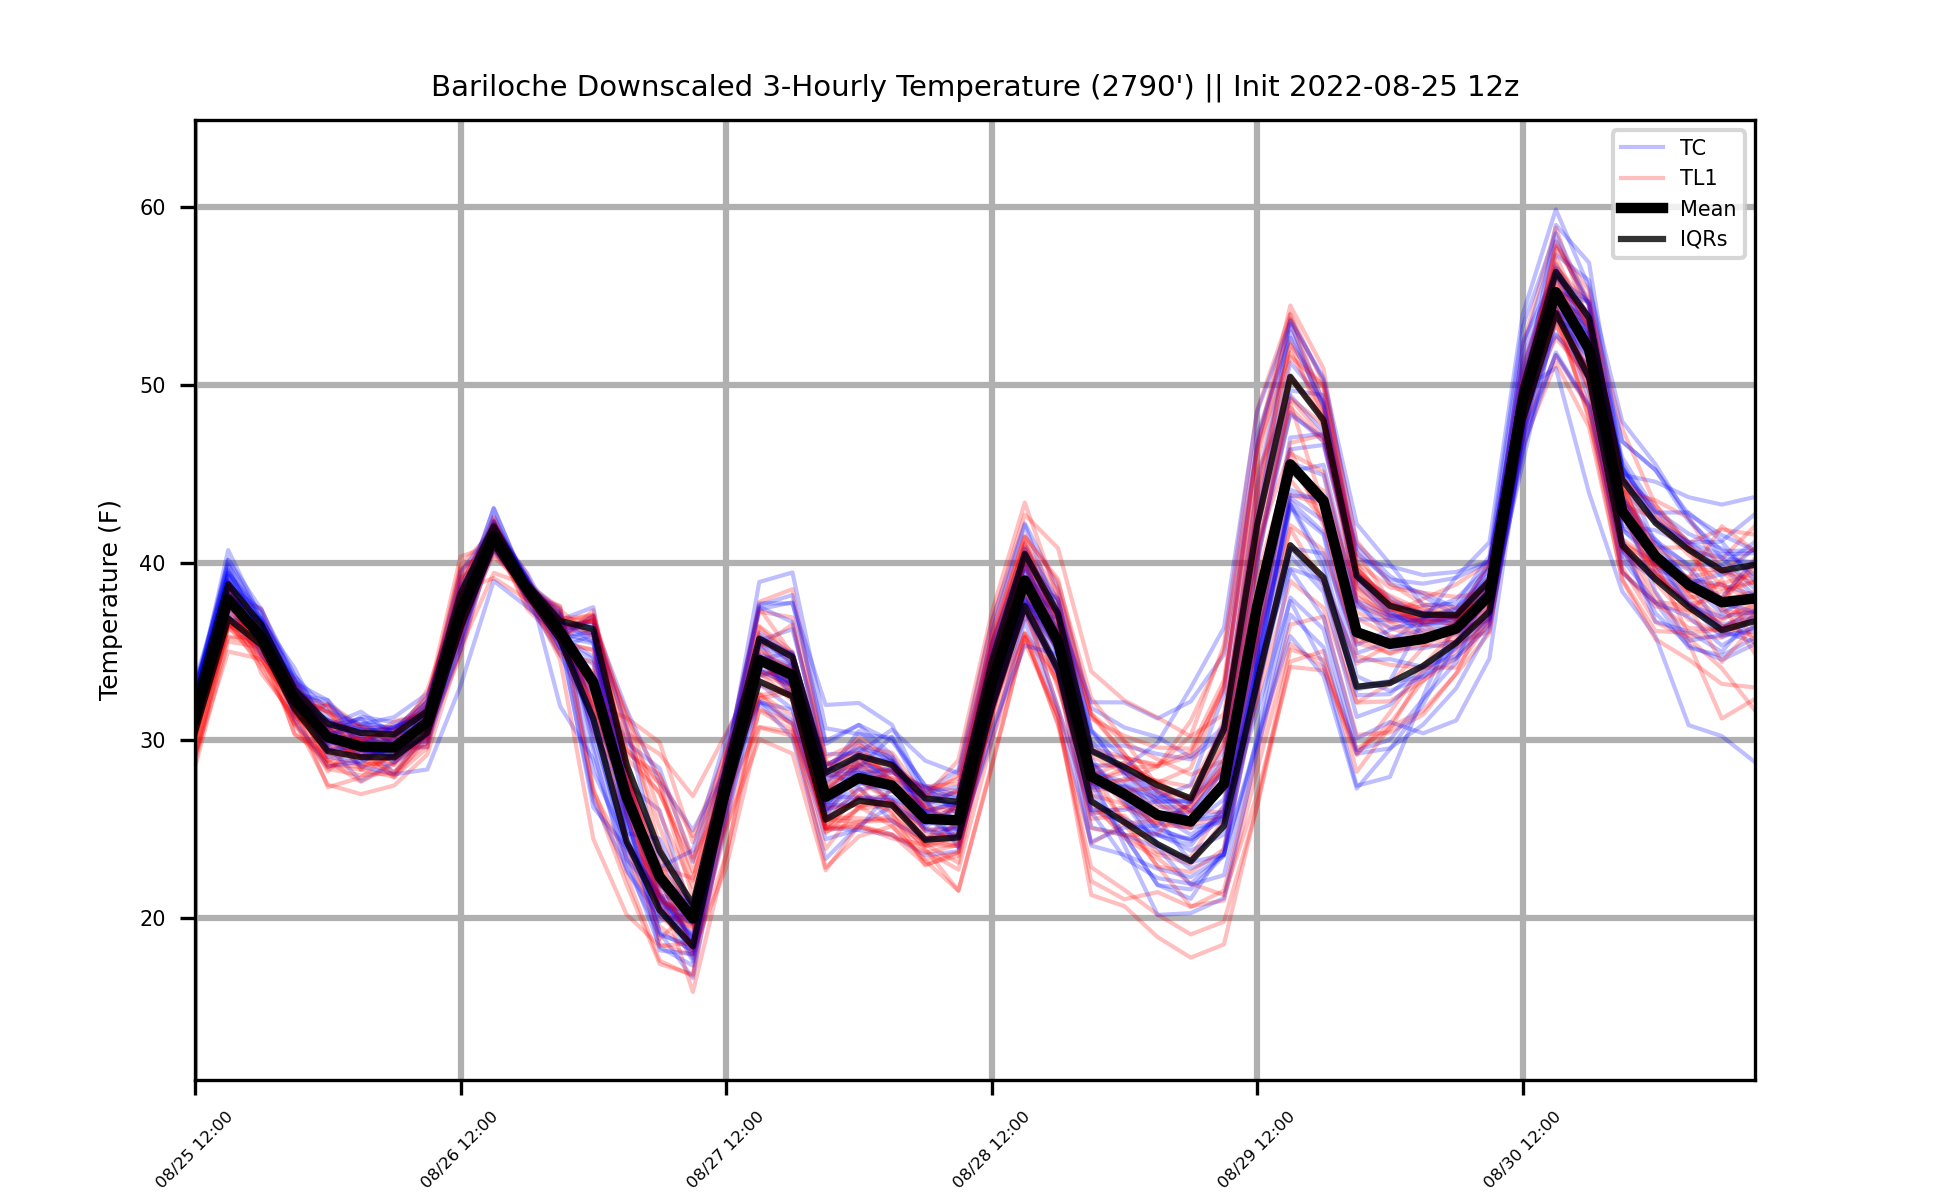 Bariloche Downscaled 3-Hourly Temperature (2790') || Init 2022-08-25 12z
TC
TL1
Mean
IQRs
Temperature (F)
60
50
40
30
20
08/25 12:00
08/26 12:00
08/27 12:00
08/28 12:00
08/29 12:00
08/30 12:00